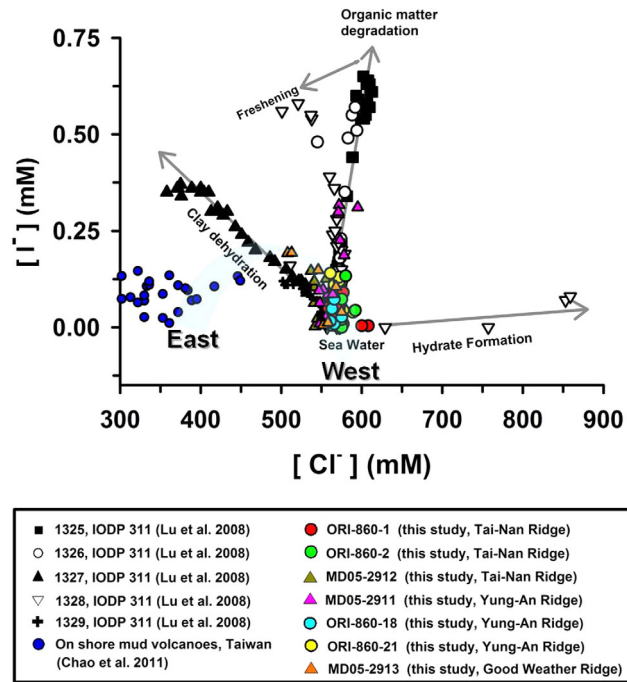 Organic matter
degradation
0.75
Freshening
0.50
[ I⁻ ] (mM)
0.25
Clay dehydration
0.00
East
Sea Water
West
Hydrate Formation
300 400 500 600 700 800 900
[ Cl⁻ ] (mM)
1325, IODP 311 (Lu et al. 2008)
1326, IODP 311 (Lu et al. 2008)
1327, IODP 311 (Lu et al. 2008)
1328, IODP 311 (Lu et al. 2008)
1329, IODP 311 (Lu et al. 2008)
On shore mud volcanoes, Taiwan
(Chao et al. 2011)
ORI-860-1 (this study, Tai-Nan Ridge)
ORI-860-2 (this study, Tai-Nan Ridge)
MD05-2912 (this study, Tai-Nan Ridge)
MD05-2911 (this study, Yung-An Ridge)
ORI-860-18 (this study, Yung-An Ridge)
ORI-860-21 (this study, Yung-An Ridge)
MD05-2913 (this study, Good Weather Ridge)